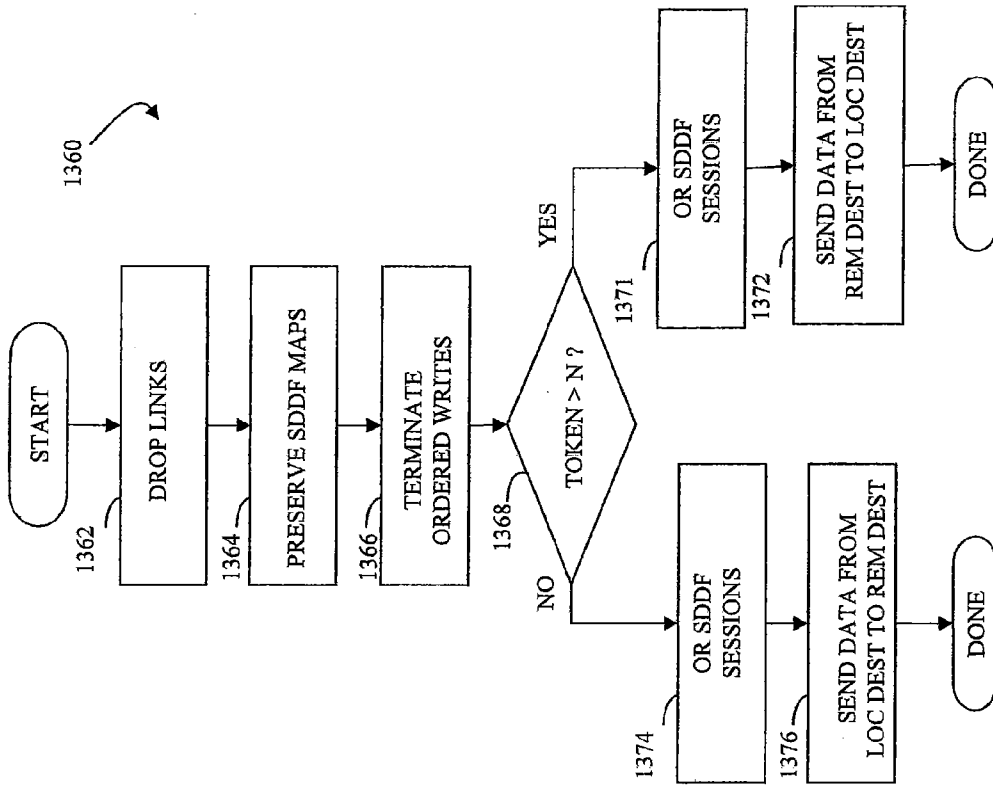 1360
START
1362
DROP LINKS
1364
PRESERVE SDDF MAPS
1366
TERMINATE
ORDERED WRITES
1368
TOKEN > N ?
NO
YES
1374
OR SDDF
SESSIONS
1376
SEND DATA FROM
LOC DEST TO REM DEST
DONE
1371
OR SDDF
SESSIONS
1372
SEND DATA FROM
REM DEST TO LOC DEST
DONE